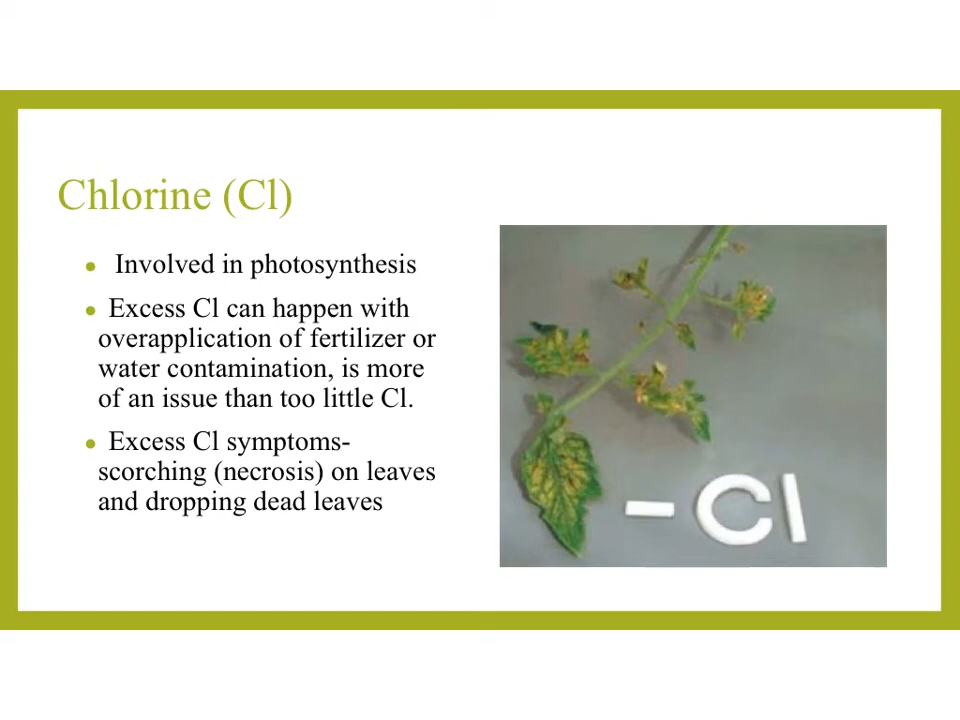 Chlorine (Cl)
• Involved in photosynthesis
• Excess Cl can happen with
overapplication of fertilizer or
water contamination, is more
of an issue than too little Cl.
• Excess Cl symptoms-
scorching (necrosis) on leaves
and dropping dead leaves
- Cl